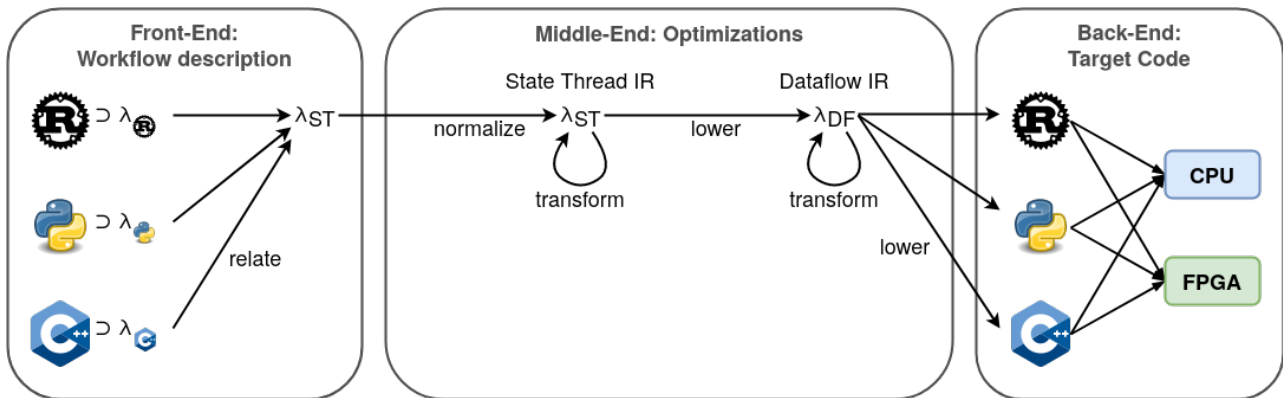 Front-End:
Workflow description
Middle-End: Optimizations
Back-End:
Target Code
State Thread IR
Dataflow IR
R ⊃ λ R
λST
normalize
λST
lower
λDF
R
transform
transform
CPU
⊃ λ
relate
lower
FPGA
C++ ⊃ λ C++
C++